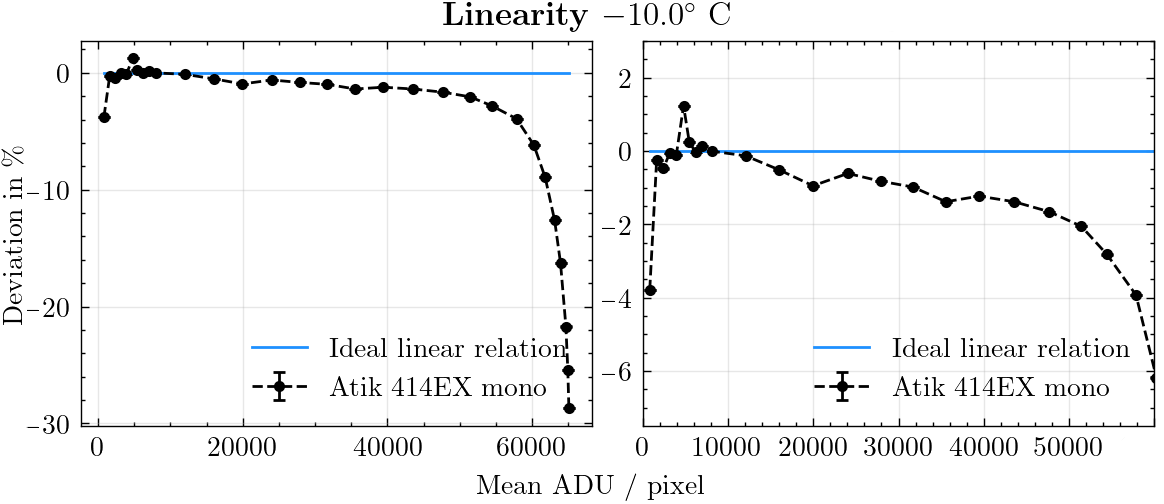 Linearity −10.0° C
Deviation in %
0
−10
−20
−30
0 20000 40000 60000
Ideal linear relation
Atik 414EX mono
2
0
−2
−4
−6
0 10000 20000 30000 40000 50000
Ideal linear relation
Atik 414EX mono
Mean ADU / pixel